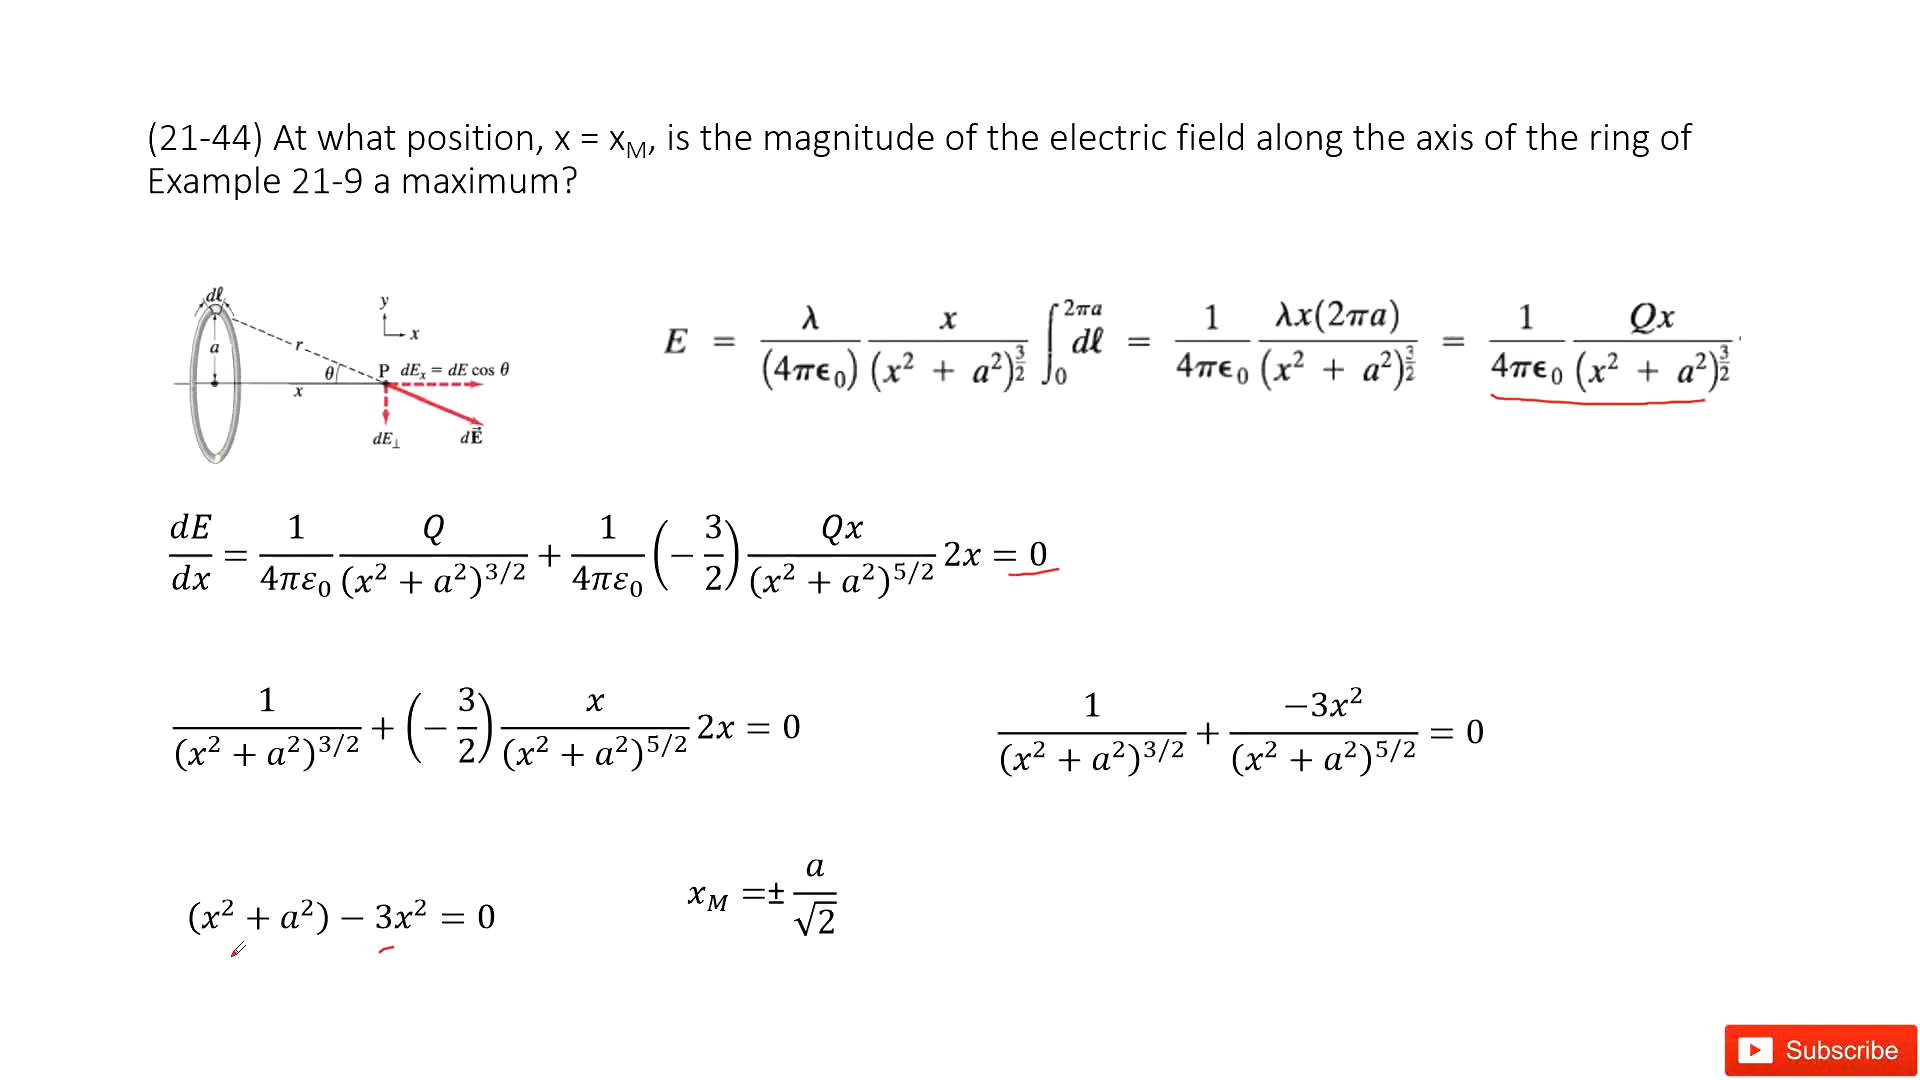 (21-44) At what position, x = x_M, is the magnitude of the electric field along the axis of the ring of
Example 21-9 a maximum?
dℓ
a
r
θ
x
y
x
P dE_x = dE cos θ
dE_⊥
dE⃗
E = λ/(4πϵ₀) x/(x² + a²)^(3/2) ∫₀^(2πa) dℓ = 1/4πϵ₀ λx(2πa)/(x² + a²)^(3/2) = 1/4πϵ₀ Qx/(x² + a²)^(3/2)
dE/dx = 1/4πε₀ Q/(x² + a²)^(3/2) + 1/4πε₀ (−3/2) Qx/(x² + a²)^(5/2) 2x = 0
1/(x² + a²)^(3/2) + (−3/2) x/(x² + a²)^(5/2) 2x = 0
1/(x² + a²)^(3/2) + −3x²/(x² + a²)^(5/2) = 0
(x² + a²) − 3x² = 0
x_M =± a/√2
Subscribe